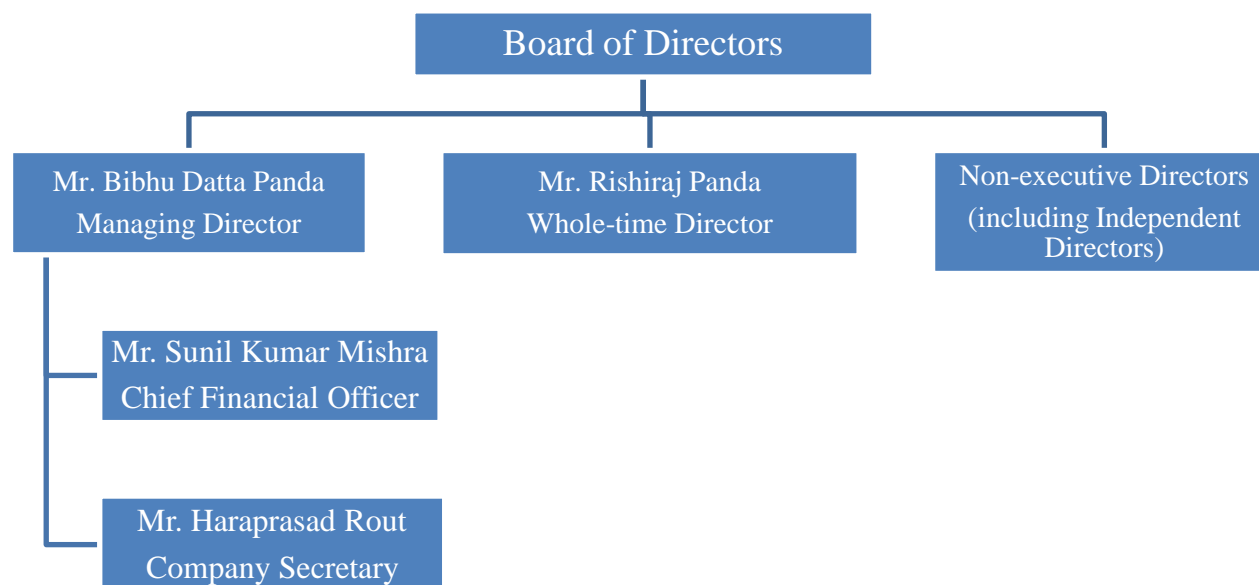 Board of Directors
Mr. Bibhu Datta Panda
Managing Director
Mr. Rishiraj Panda
Whole-time Director
Non-executive Directors
(including Independent
Directors)
Mr. Sunil Kumar Mishra
Chief Financial Officer
Mr. Haraprasad Rout
Company Secretary